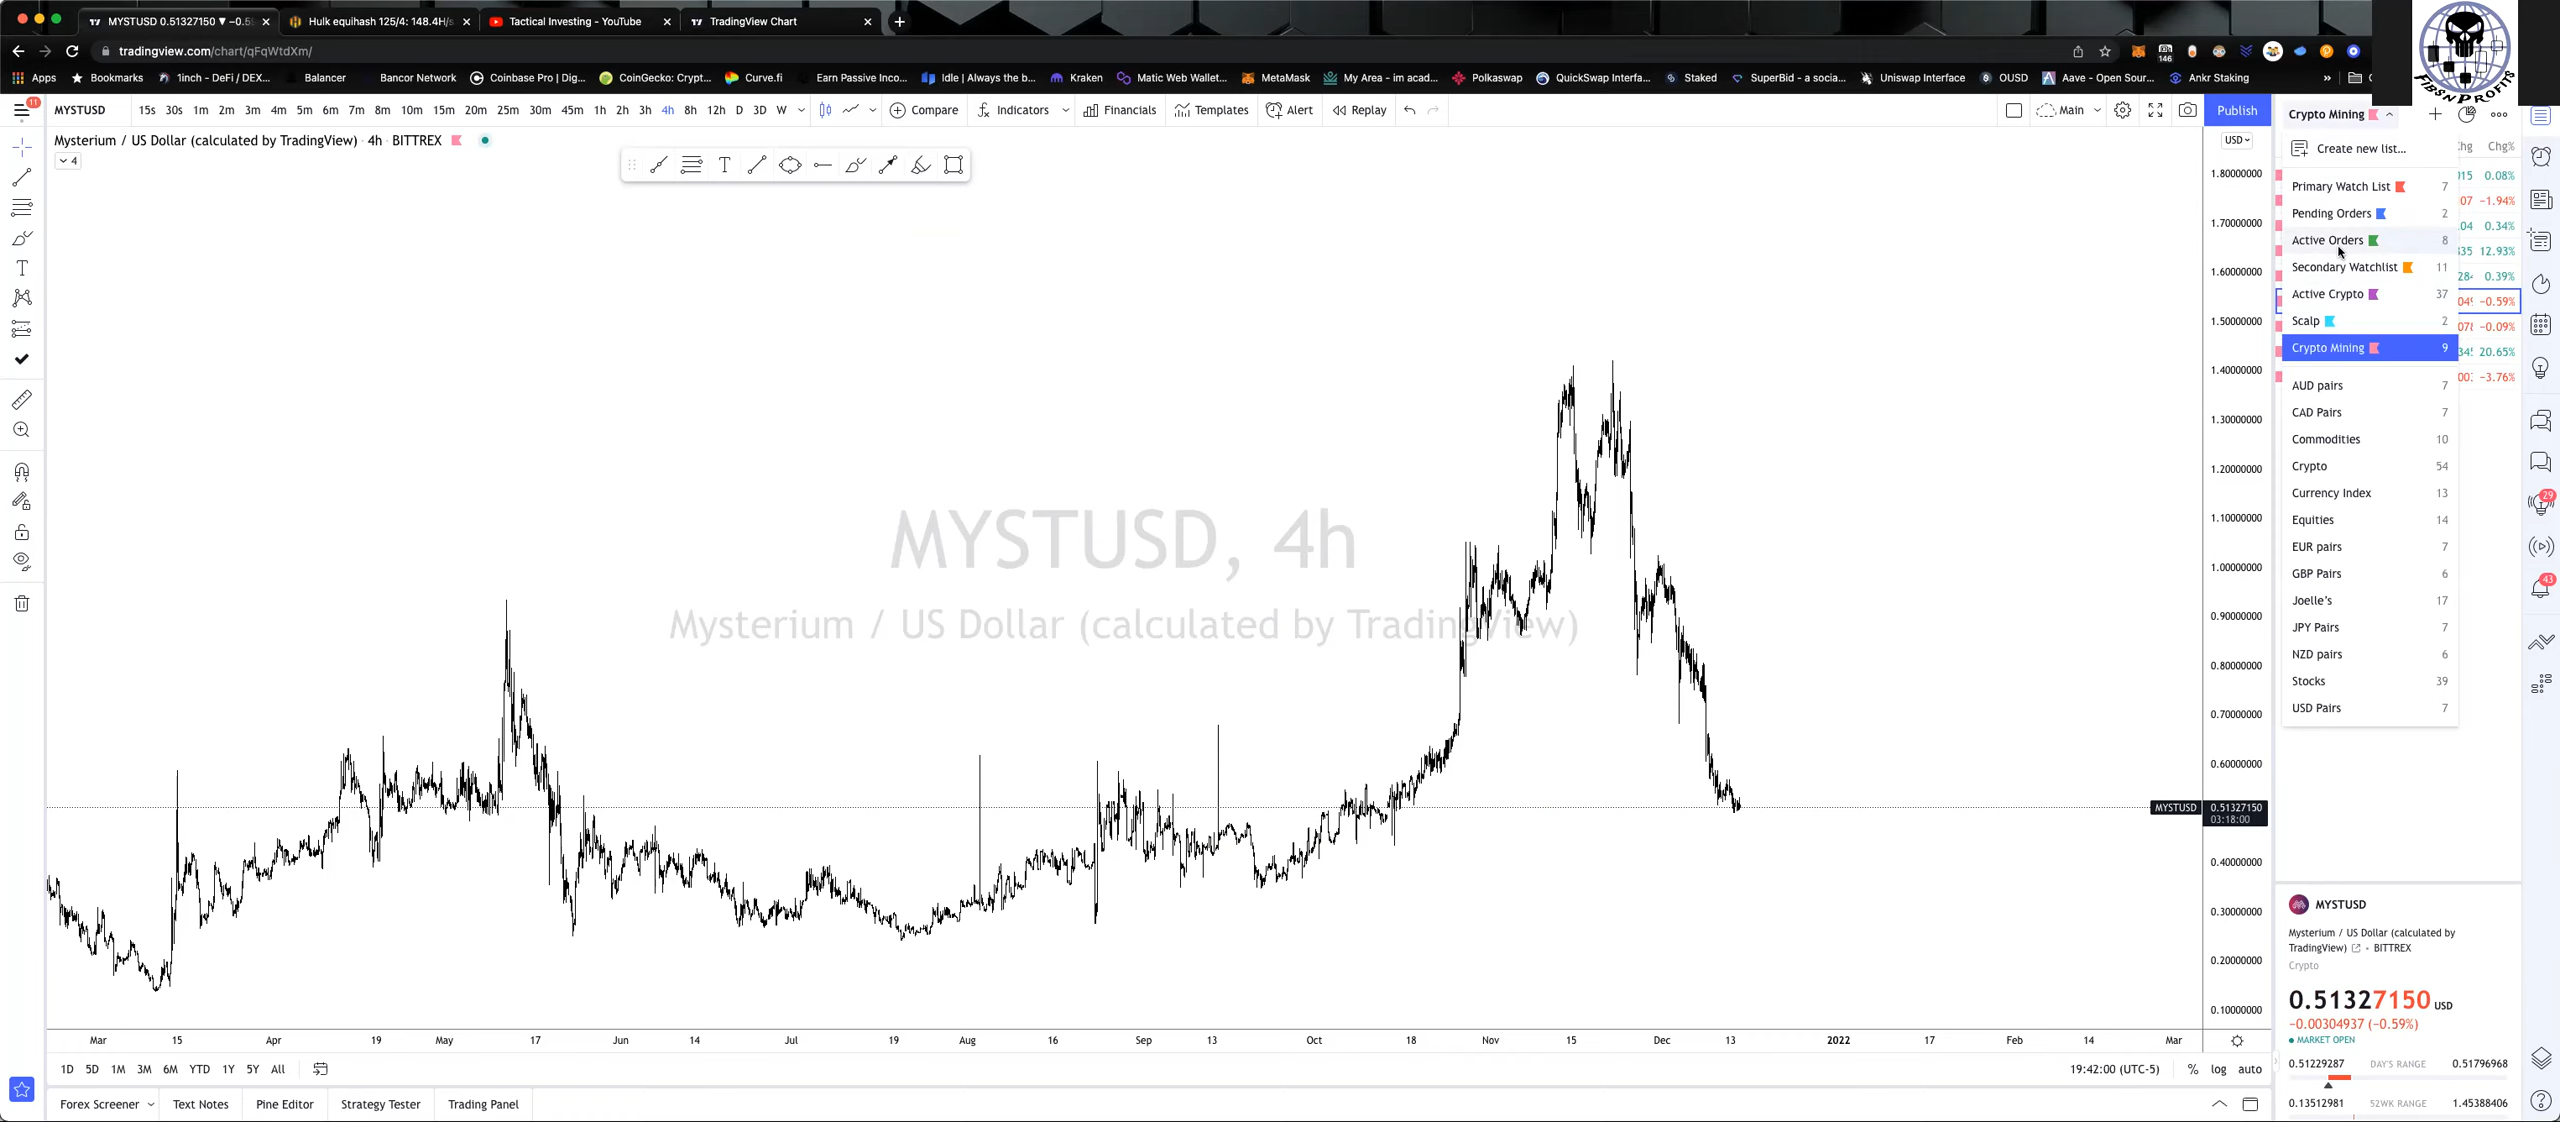 MYSTUSD 0.51327150 ▼ −0.5
Hulk equihash 125/4: 148.4H/s
Tactical Investing - YouTube
TradingView Chart
tradingview.com/chart/qFqWtdXm/
146
Apps
Bookmarks
1inch - DeFi / DEX...
Balancer
Bancor Network
Coinbase Pro | Dig...
CoinGecko: Crypt...
Curve.fi
Earn Passive Inco...
Idle | Always the b...
Kraken
Matic Web Wallet...
MetaMask
My Area - im acad...
Polkaswap
QuickSwap Interfa...
Staked
SuperBid - a socia...
Uniswap Interface
OUSD
Aave - Open Sour...
Ankr Staking
»
FIBSNPROFITS
11
MYSTUSD
15s 30s 1m 2m 3m 4m 5m 6m 7m 8m 10m 15m 20m 25m 30m 45m 1h 2h 3h 4h 8h 12h D 3D W
Compare
Indicators
Financials
Templates
Alert
Replay
Main
Publish
Mysterium / US Dollar (calculated by TradingView) · 4h · BITTREX
4
USD
MYSTUSD, 4h
Mysterium / US Dollar (calculated by TradingView)
1.80000000
1.70000000
1.60000000
1.50000000
1.40000000
1.30000000
1.20000000
1.10000000
1.00000000
0.90000000
0.80000000
0.70000000
0.60000000
MYSTUSD 0.51327150
03:18:00
0.40000000
0.30000000
0.20000000
0.10000000
Mar 15 Apr 19 May 17 Jun 14 Jul 19 Aug 16 Sep 13 Oct 18 Nov 15 Dec 13 2022 17 Feb 14 Mar
1D 5D 1M 3M 6M YTD 1Y 5Y All
19:42:00 (UTC-5)
% log auto
Forex Screener
Text Notes
Pine Editor
Strategy Tester
Trading Panel
Crypto Mining
Create new list...
Primary Watch List 7
Pending Orders 2
Active Orders 8
Secondary Watchlist 11
Active Crypto 37
Scalp 2
Crypto Mining 9
AUD pairs 7
CAD Pairs 7
Commodities 10
Crypto 54
Currency Index 13
Equities 14
EUR pairs 7
GBP Pairs 6
Joelle's 17
JPY Pairs 7
NZD pairs 6
Stocks 39
USD Pairs 7
Chg%
0.08%
−1.94%
0.34%
12.93%
0.39%
−0.59%
−0.09%
20.65%
−3.76%
29
43
MYSTUSD
Mysterium / US Dollar (calculated by
TradingView) • BITTREX
Crypto
0.51327150 USD
−0.00304937 (−0.59%)
● MARKET OPEN
0.51229287 DAY'S RANGE 0.51796968
0.13512981 52WK RANGE 1.45388406